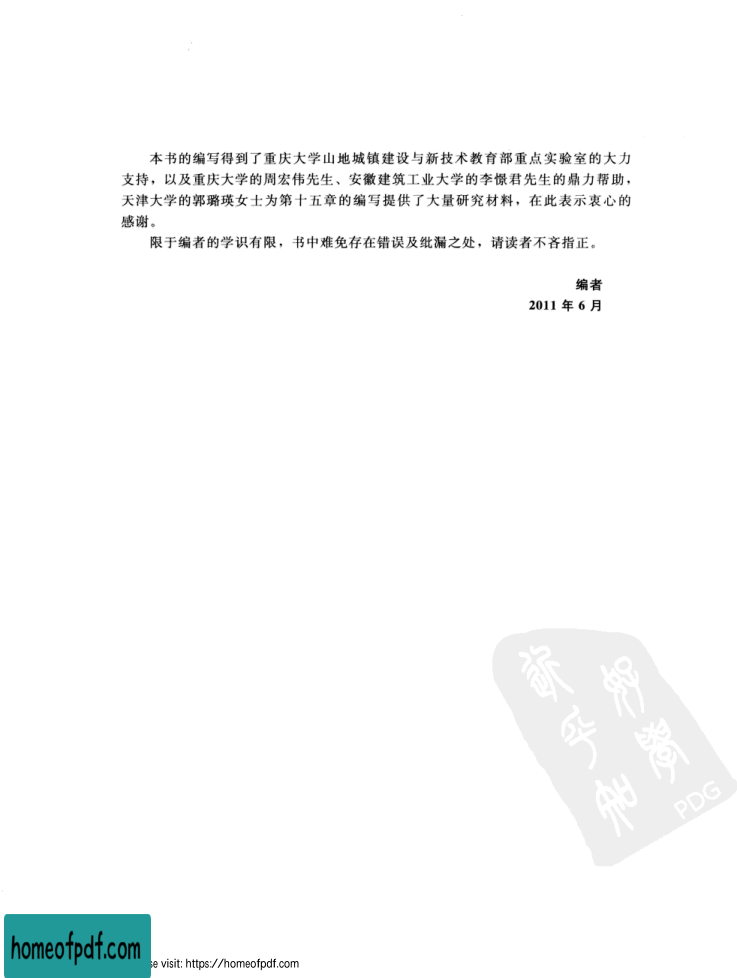 本书的编写得到了重庆大学山地城镇建设与新技术教育部重点实验室的大力
支持，以及重庆大学的周宏伟先生、安徽建筑工业大学的李憬君先生的鼎力帮助，
天津大学的郭璐瑛女士为第十五章的编写提供了大量研究材料，在此表示衷心的
感谢。
限于编者的学识有限，书中难免存在错误及纰漏之处，请读者不吝指正。
编者
2011 年 6 月
好学
PDG
homeofpdf.com
se visit: https://homeofpdf.com